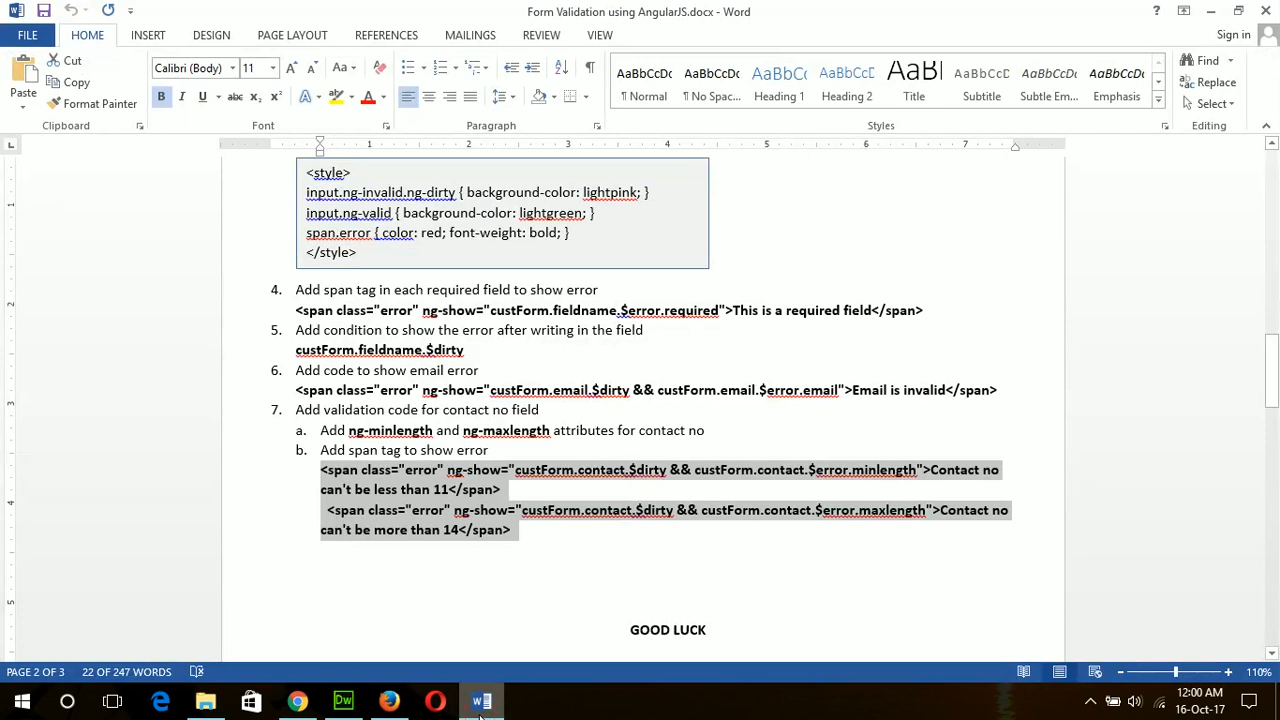 Form Validation using AngularJS.docx - Word
?
FILE
HOME
INSERT
DESIGN
PAGE LAYOUT
REFERENCES
MAILINGS
REVIEW
VIEW
Sign in
Paste
Cut
Copy
Format Painter
Clipboard
Calibri (Body)
11
Font
Paragraph
AaBbCcDc
¶ Normal
AaBbCcDc
¶ No Spac...
AaBbCc
Heading 1
AaBbCcD
Heading 2
AaBl
Title
AaBbCcD
Subtitle
AaBbCcDc
Subtle Em...
AaBbCcDc
Emphasis
Styles
Find
Replace
Select
Editing
1 2 3 4 5 6 7
<style>
input.ng-invalid.ng-dirty { background-color: lightpink; }
input.ng-valid { background-color: lightgreen; }
span.error { color: red; font-weight: bold; }
</style>
4. Add span tag in each required field to show error
<span class="error" ng-show="custForm.fieldname.$error.required">This is a required field</span>
5. Add condition to show the error after writing in the field
custForm.fieldname.$dirty
6. Add code to show email error
<span class="error" ng-show="custForm.email.$dirty && custForm.email.$error.email">Email is invalid</span>
7. Add validation code for contact no field
a. Add ng-minlength and ng-maxlength attributes for contact no
b. Add span tag to show error
<span class="error" ng-show="custForm.contact.$dirty && custForm.contact.$error.minlength">Contact no
can't be less than 11</span>
<span class="error" ng-show="custForm.contact.$dirty && custForm.contact.$error.maxlength">Contact no
can't be more than 14</span>
GOOD LUCK
PAGE 2 OF 3
22 OF 247 WORDS
110%
12:00 AM
16-Oct-17